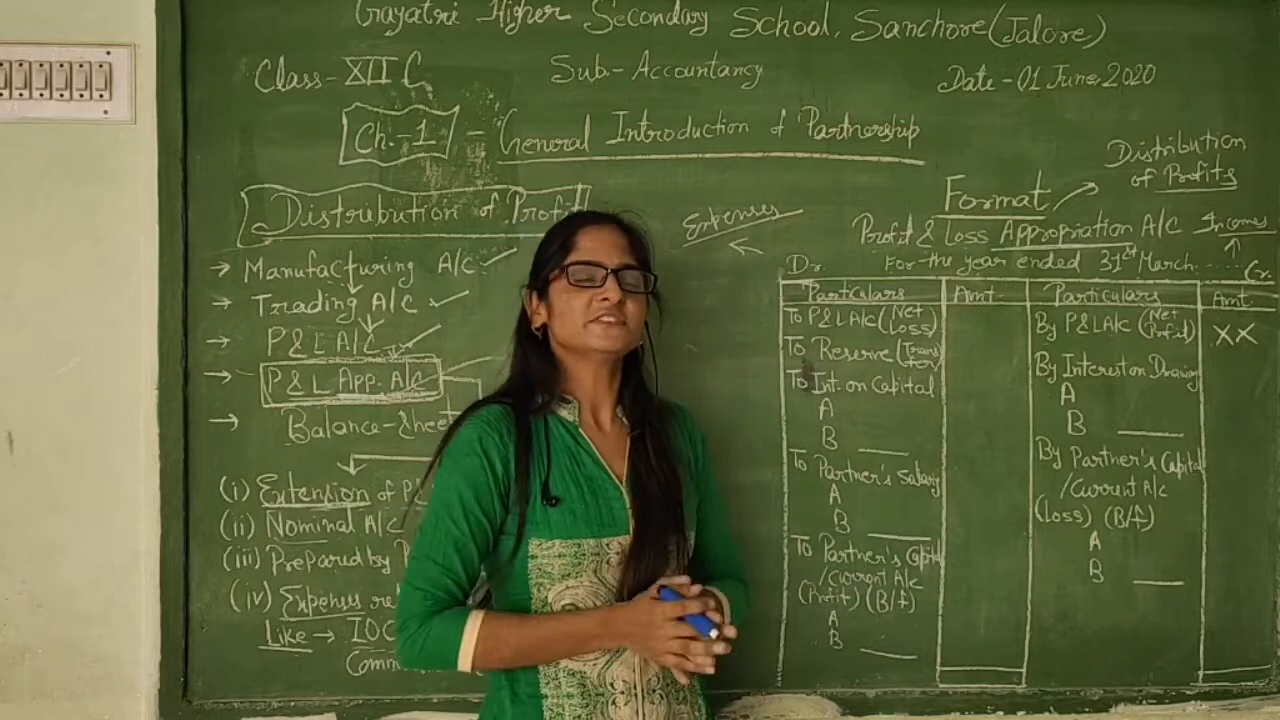 Gayatri Higher Secondary School, Sanchore (Jalore)
Class-XII C Sub-Accountancy Date-01 June, 2020
Ch.-1 - General Introduction of Partnership
Distribution of Profit
→ Manufacturing A/c
→ Trading A/c
→ P&L A/c
→ P&L App. A/c
→ Balance-Sheet
(i) Extension of P
(ii) Nominal A/c
(iii) Prepared by
(iv) Expenses re
Like → IOC
Comm
Expenses
Distribution
of Profits
Format
Profit & Loss Appropriation A/c Incomes
Dr. For the year ended 31st March...... Cr.
Particulars Amt. Particulars Amt.
To P&L A/c (Net Loss)
To Reserve (Transfer)
To Int. on Capital
A
B
To Partner's Salary
A
B
To Partner's Capital
/Current A/c
(Profit) (B/f)
A
B
By P&L A/c (Net Profit) XX
By Interest on Drawing
A
B
By Partner's Capital
/Current A/c
(Loss) (B/f)
A
B